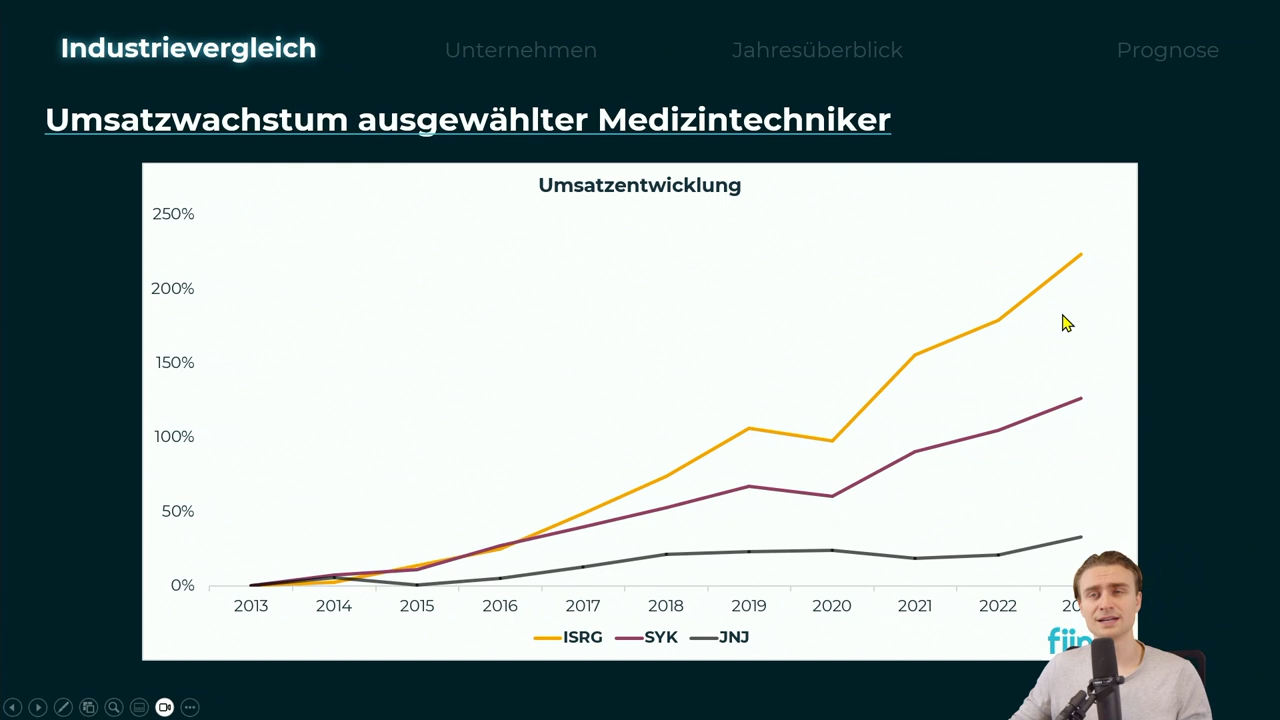 Industrievergleich Unternehmen Jahresüberblick Prognose
Umsatzwachstum ausgewählter Medizintechniker
Umsatzentwicklung
250%
200%
150%
100%
50%
0%
2013 2014 2015 2016 2017 2018 2019 2020 2021 2022
ISRG SYK JNJ